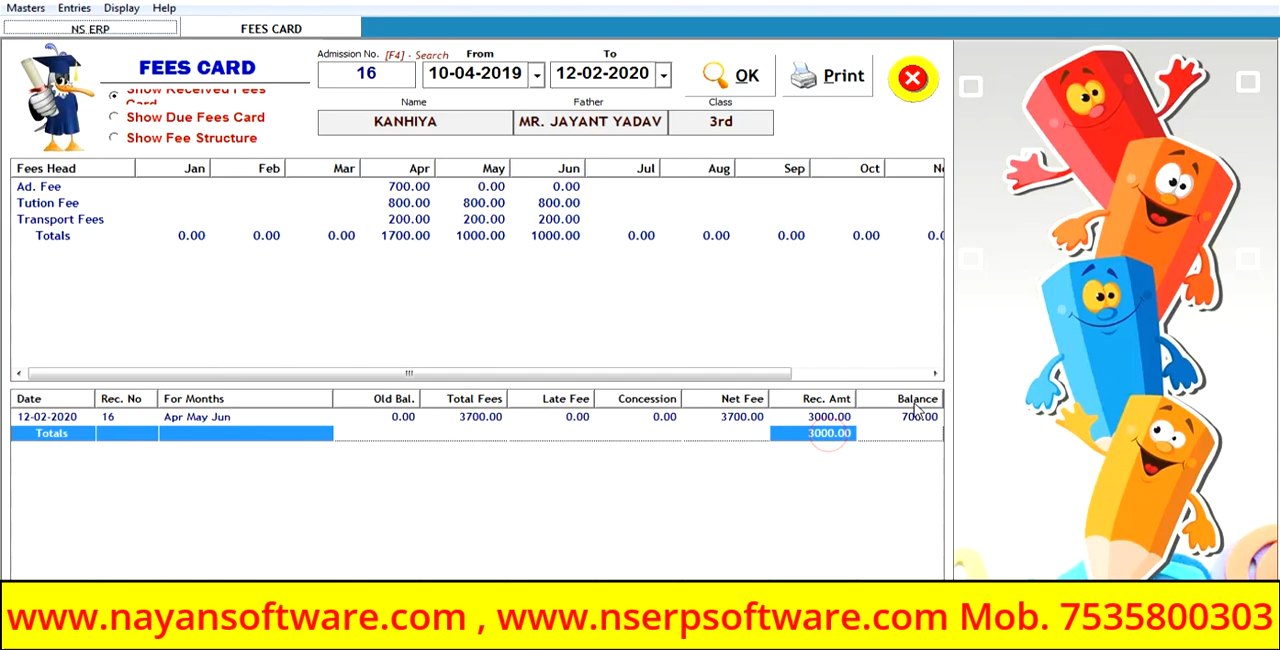 Masters Entries Display Help
NS ERP FEES CARD
FEES CARD
Show Received Fees Card
Show Due Fees Card
Show Fee Structure
Admission No. [F4] - Search From To
16 10-04-2019 12-02-2020 OK Print
Name Father Class
KANHIYA MR. JAYANT YADAV 3rd
Fees Head Jan Feb Mar Apr May Jun Jul Aug Sep Oct
Ad. Fee 700.00 0.00 0.00
Tution Fee 800.00 800.00 800.00
Transport Fees 200.00 200.00 200.00
Totals 0.00 0.00 0.00 1700.00 1000.00 1000.00 0.00 0.00 0.00 0.00
Date Rec. No For Months Old Bal. Total Fees Late Fee Concession Net Fee Rec. Amt Balance
12-02-2020 16 Apr May Jun 0.00 3700.00 0.00 0.00 3700.00 3000.00 700.00
Totals 3000.00
www.nayansoftware.com , www.nserpsoftware.com Mob. 7535800303